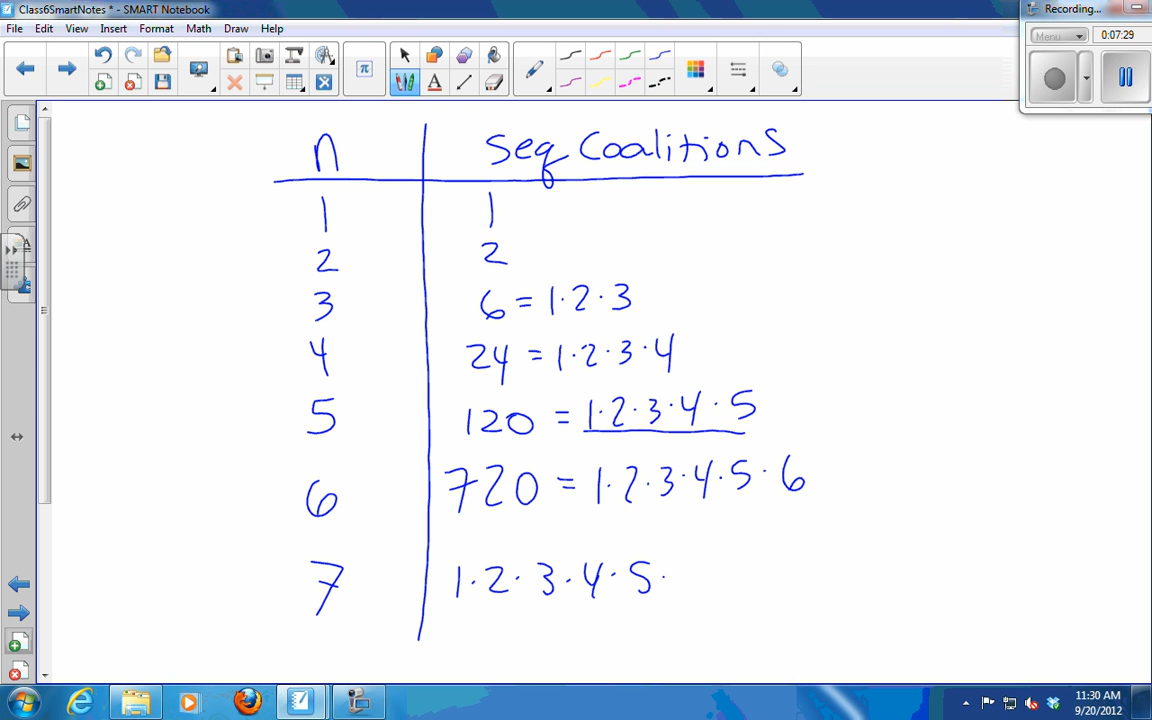 Class6SmartNotes * - SMART Notebook
Recording...
File Edit View Insert Format Math Draw Help
Menu
0:07:29
π
A
n Seq Coalitions
1 1
2 2
3 6 = 1·2·3
4 24 = 1·2·3·4
5 120 = 1·2·3·4·5
6 720 = 1·2·3·4·5·6
7 1·2·3·4·5·
11:30 AM
9/20/2012